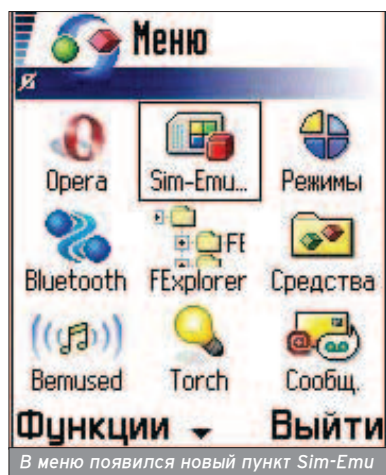 Меню
Opera Sim-Emu... Режимы
Bluetooth FExplorer Средства
Bemused Torch Сообщ.
Функции Выйти
В меню появился новый пункт Sim-Emu